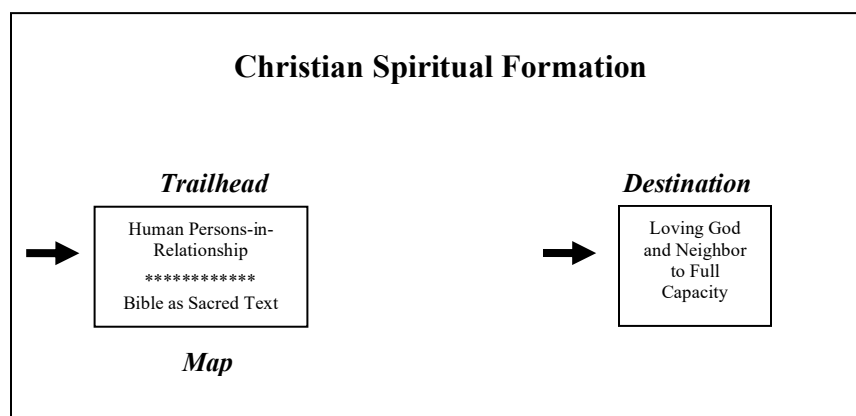 Christian Spiritual Formation
Trailhead
Human Persons-in-
Relationship
************
Bible as Sacred Text
Map
Destination
Loving God
and Neighbor
to Full
Capacity